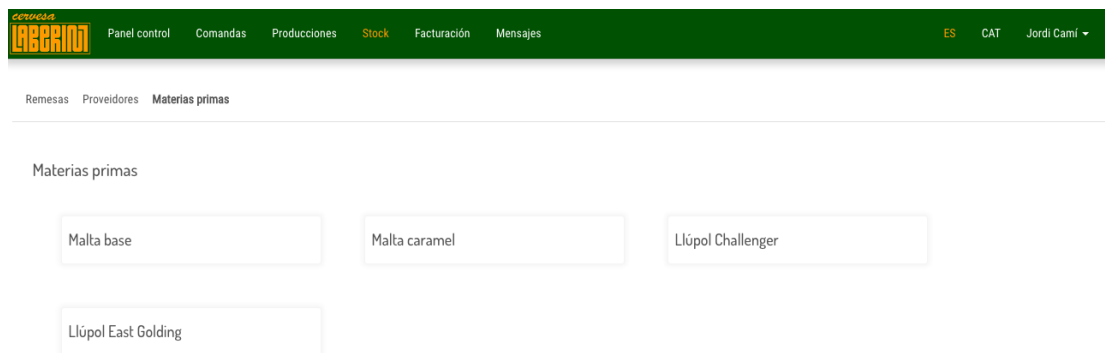 cervesa
LABERINT
Panel control Comandas Producciones Stock Facturación Mensajes ES CAT Jordi Camí
Remesas Proveidores Materias primas
Materias primas
Malta base Malta caramel Llúpol Challenger
Llúpol East Golding